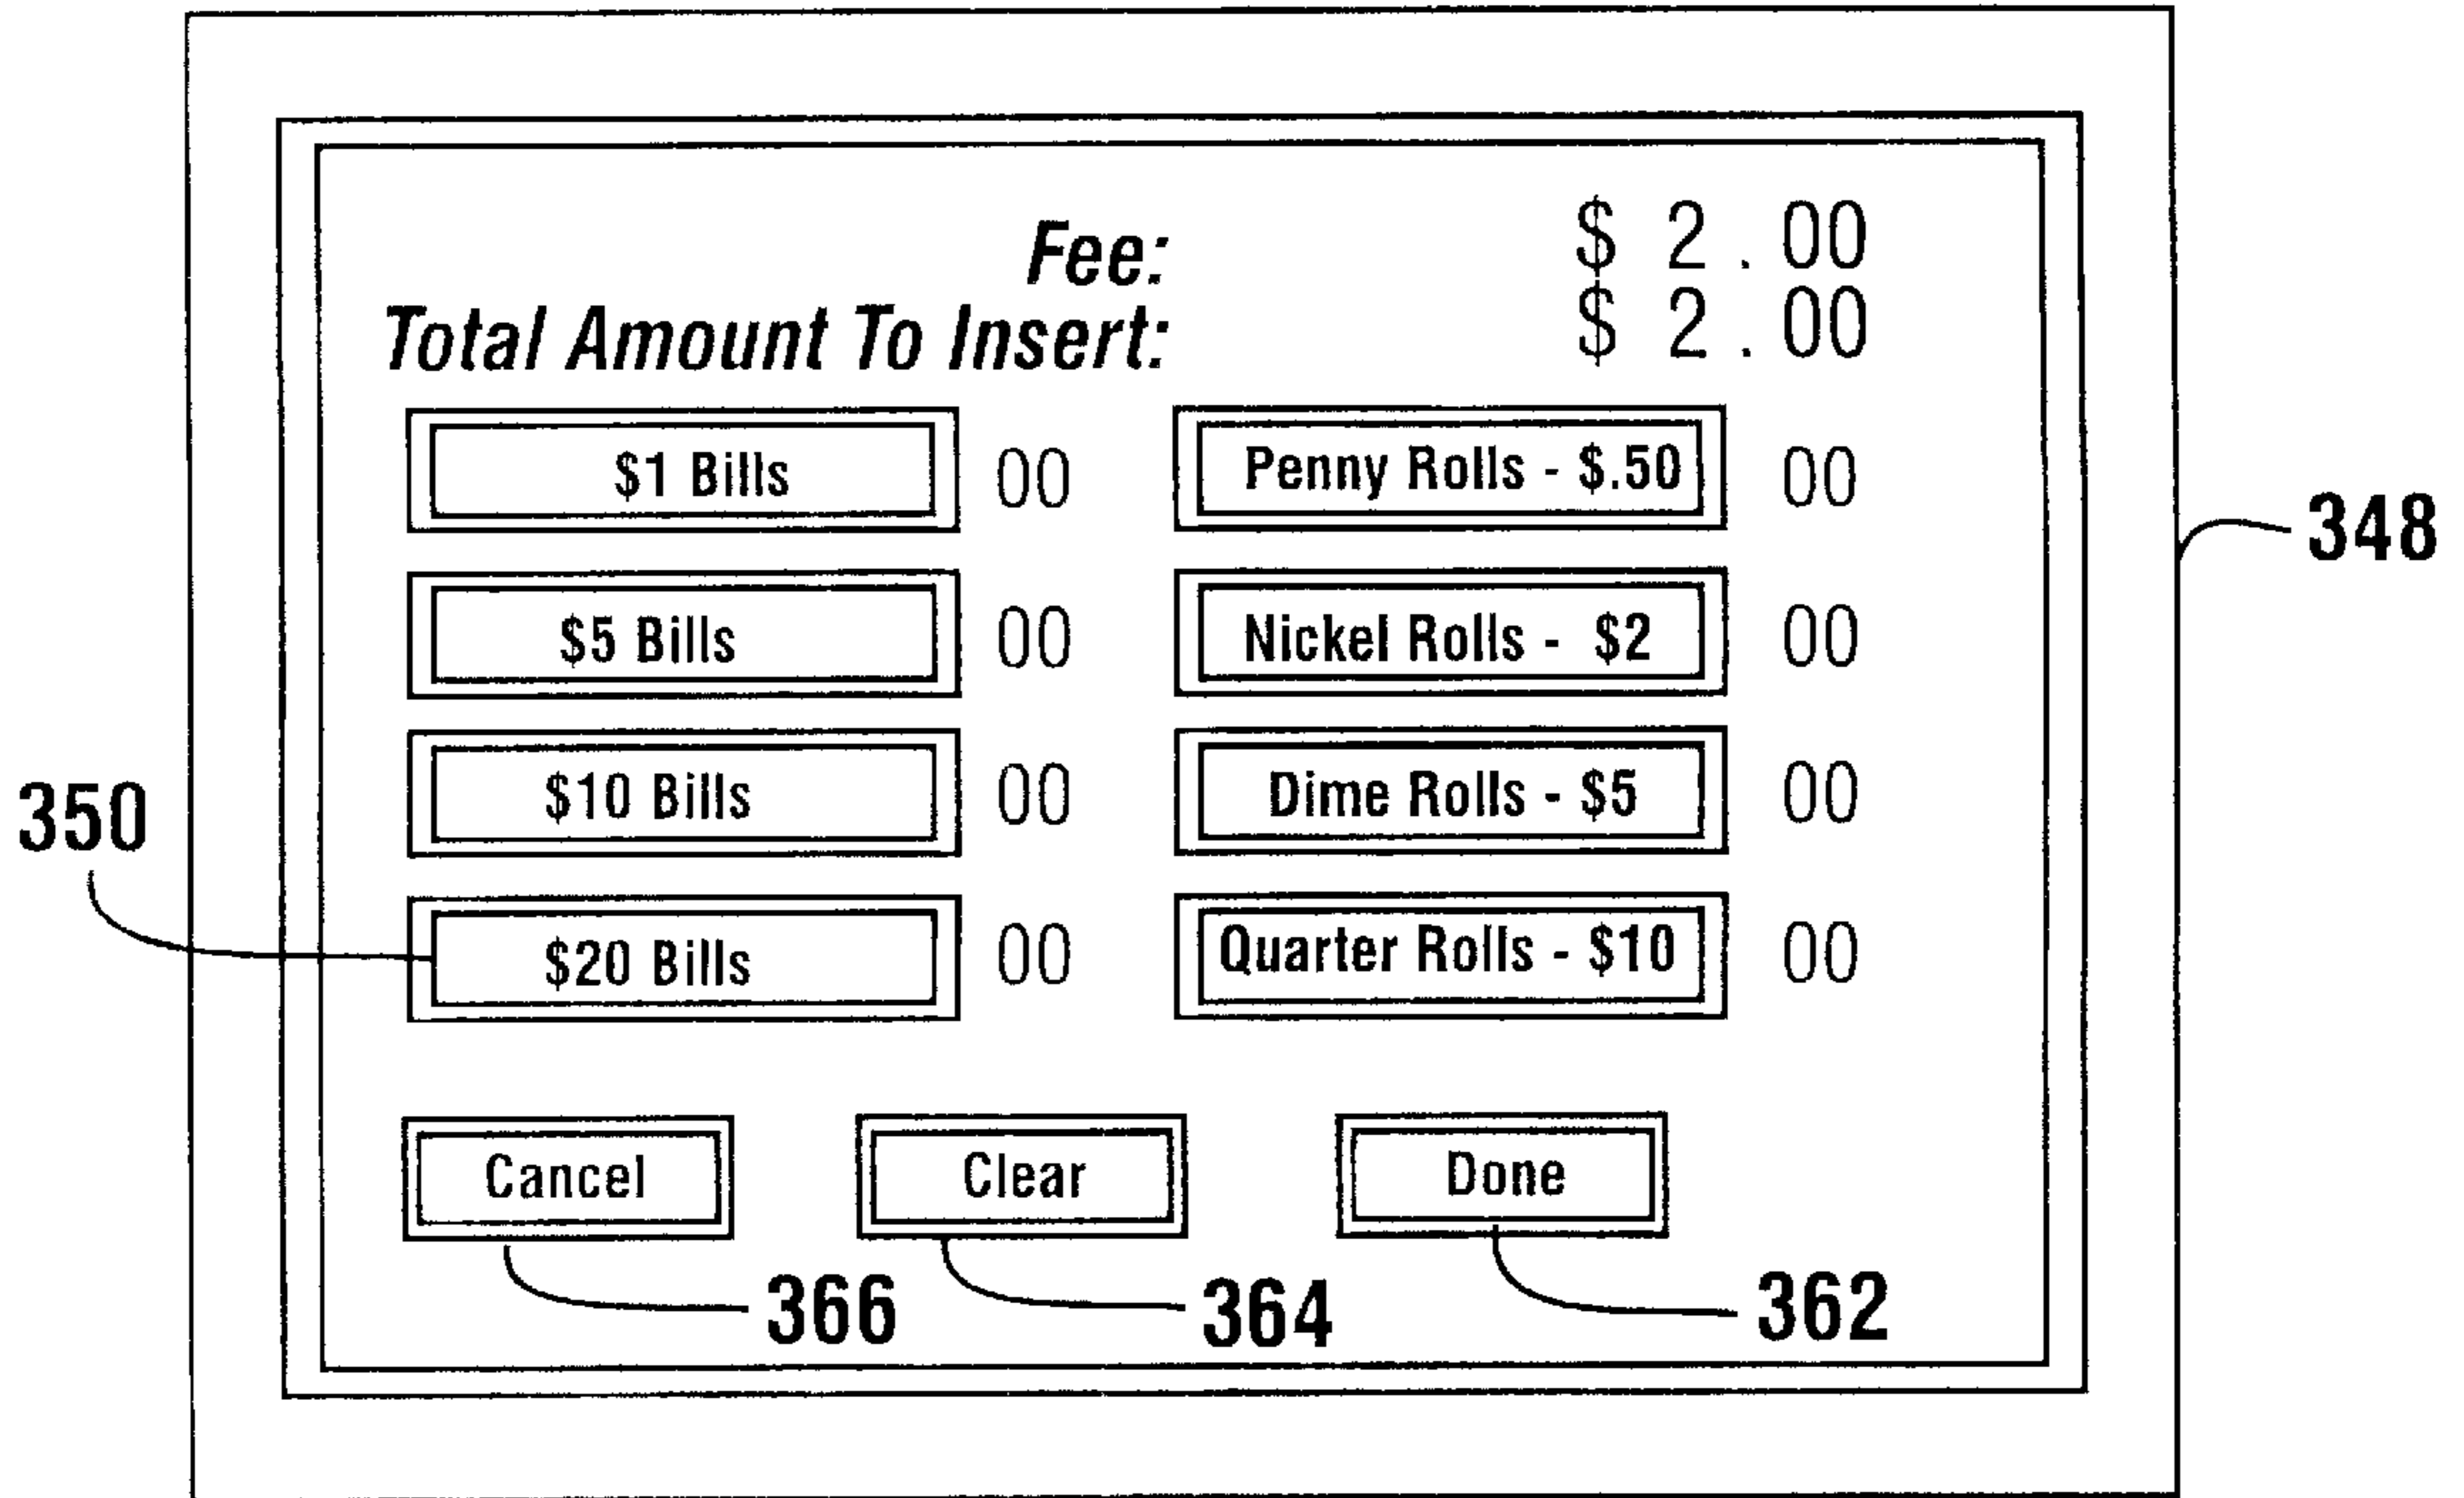 Fee: $ 2.00
Total Amount To Insert: $ 2.00
$1 Bills 00 Penny Rolls - $.50 00
348
$5 Bills 00 Nickel Rolls - $2 00
$10 Bills 00 Dime Rolls - $5 00
350
$20 Bills 00 Quarter Rolls - $10 00
Cancel Clear Done
366 364 362